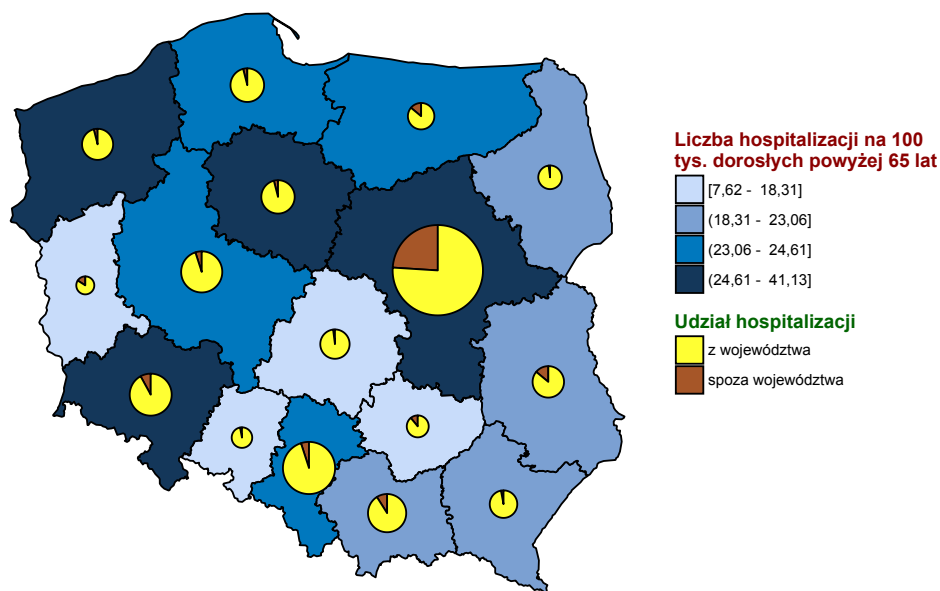 Liczba hospitalizacji na 100
tys. dorosłych powyżej 65 lat
[7,62 - 18,31]
(18,31 - 23,06]
(23,06 - 24,61]
(24,61 - 41,13]
Udział hospitalizacji
z województwa
spoza województwa